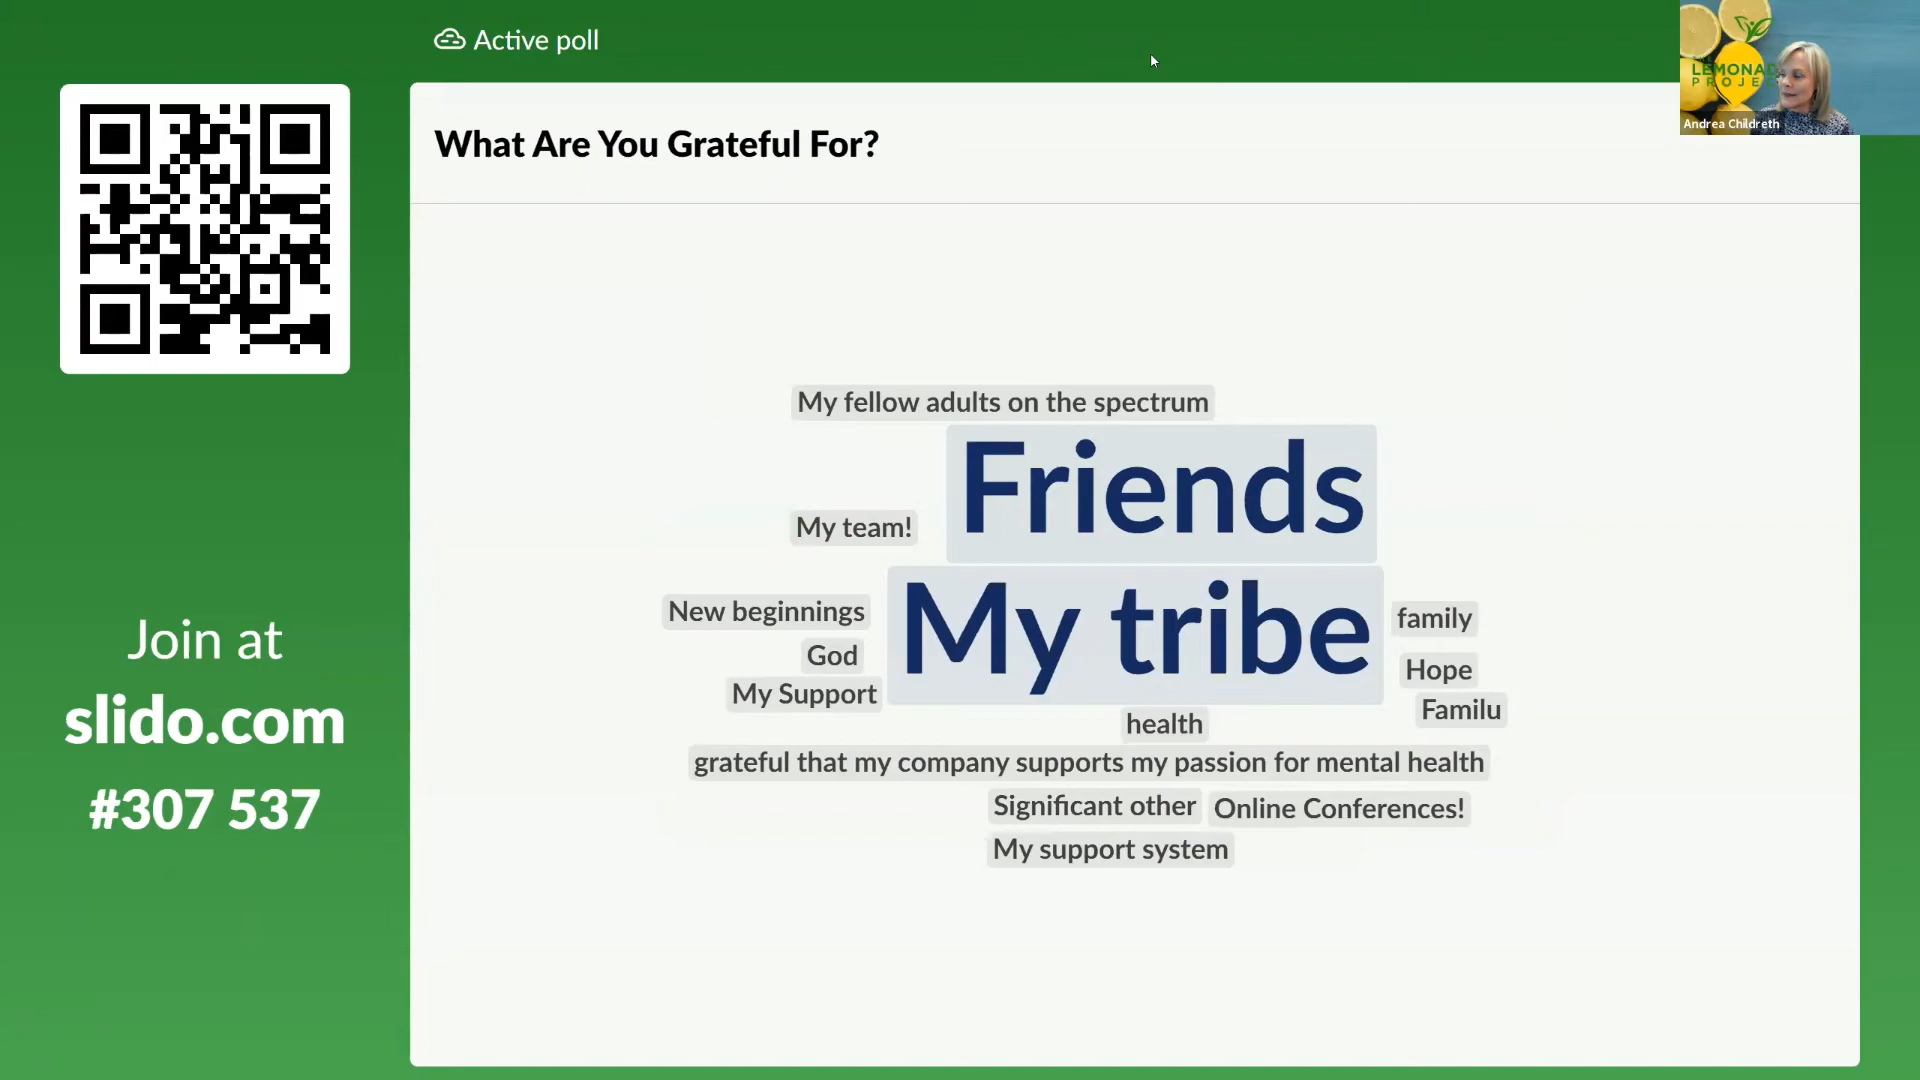 Active poll
LEMONAD
PROJE
Andrea Childreth
What Are You Grateful For?
My fellow adults on the spectrum
Friends
My team!
My tribe
New beginnings
family
God
Hope
My Support
Familu
health
grateful that my company supports my passion for mental health
Significant other
Online Conferences!
My support system
Join at
slido.com
#307 537